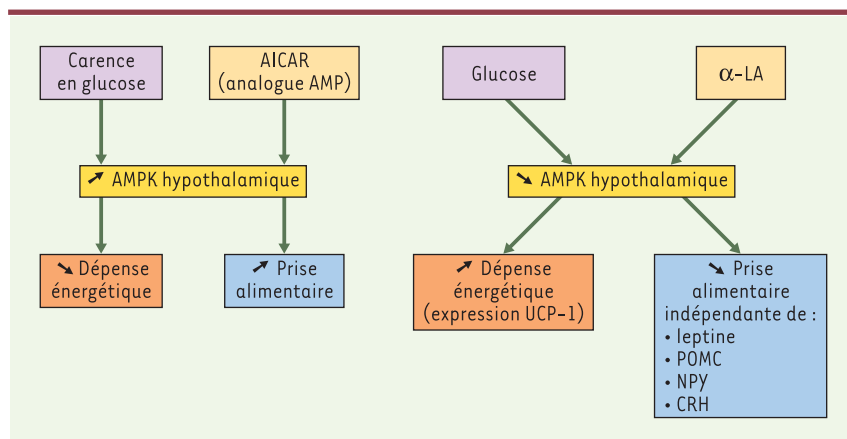 Carence
en glucose
AICAR
(analogue AMP)
➚ AMPK hypothalamique
➘ Dépense
énergétique
➚ Prise
alimentaire
Glucose
α-LA
➘ AMPK hypothalamique
➚ Dépense
énergétique
(expression UCP-1)
➘ Prise
alimentaire
indépendante de :
• leptine
• POMC
• NPY
• CRH